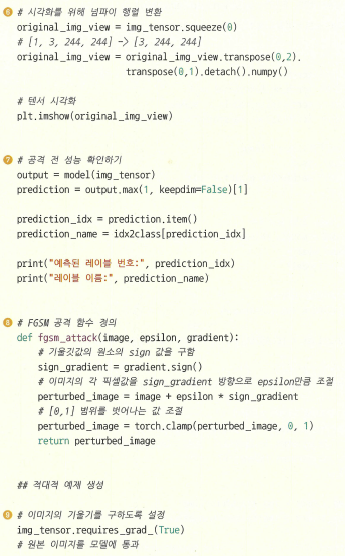 6 # 시각화를 위해 넘파이 행렬 변환
original_img_view = img_tensor.squeeze(0)
# [1, 3, 244, 244] -> [3, 244, 244]
original_img_view = original_img_view.transpose(0,2).
transpose(0,1).detach().numpy()
# 텐서 시각화
plt.imshow(original_img_view)
7 # 공격 전 성능 확인하기
output = model(img_tensor)
prediction = output.max(1, keepdim=False)[1]
prediction_idx = prediction.item()
prediction_name = idx2class[prediction_idx]
print("예측된 레이블 번호:", prediction_idx)
print("레이블 이름:", prediction_name)
8 # FGSM 공격 함수 정의
def fgsm_attack(image, epsilon, gradient):
# 기울깃값의 원소의 sign 값을 구함
sign_gradient = gradient.sign()
# 이미지의 각 픽셀값을 sign_gradient 방향으로 epsilon만큼 조절
perturbed_image = image + epsilon * sign_gradient
# [0,1] 범위를 벗어나는 값 조절
perturbed_image = torch.clamp(perturbed_image, 0, 1)
return perturbed_image
## 적대적 예제 생성
9 # 이미지의 기울기를 구하도록 설정
img_tensor.requires_grad_(True)
# 원본 이미지를 모델에 통과